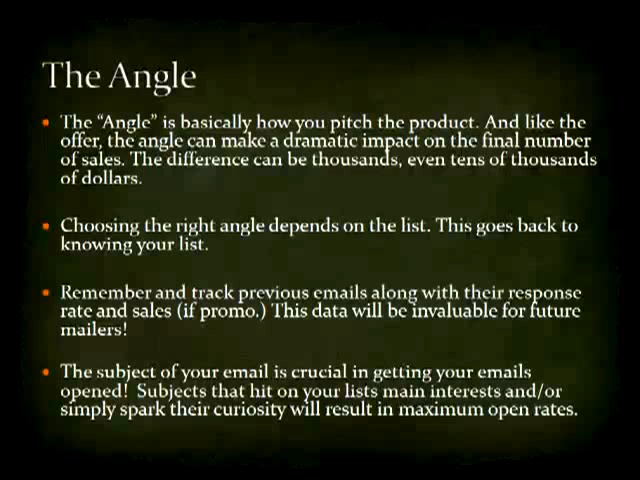 The Angle
• The “Angle” is basically how you pitch the product. And like the
offer, the angle can make a dramatic impact on the final number
of sales. The difference can be thousands, even tens of thousands
of dollars.
• Choosing the right angle depends on the list. This goes back to
knowing your list.
• Remember and track previous emails along with their response
rate and sales (if promo.) This data will be invaluable for future
mailers!
• The subject of your email is crucial in getting your emails
opened! Subjects that hit on your lists main interests and/or
simply spark their curiosity will result in maximum open rates.